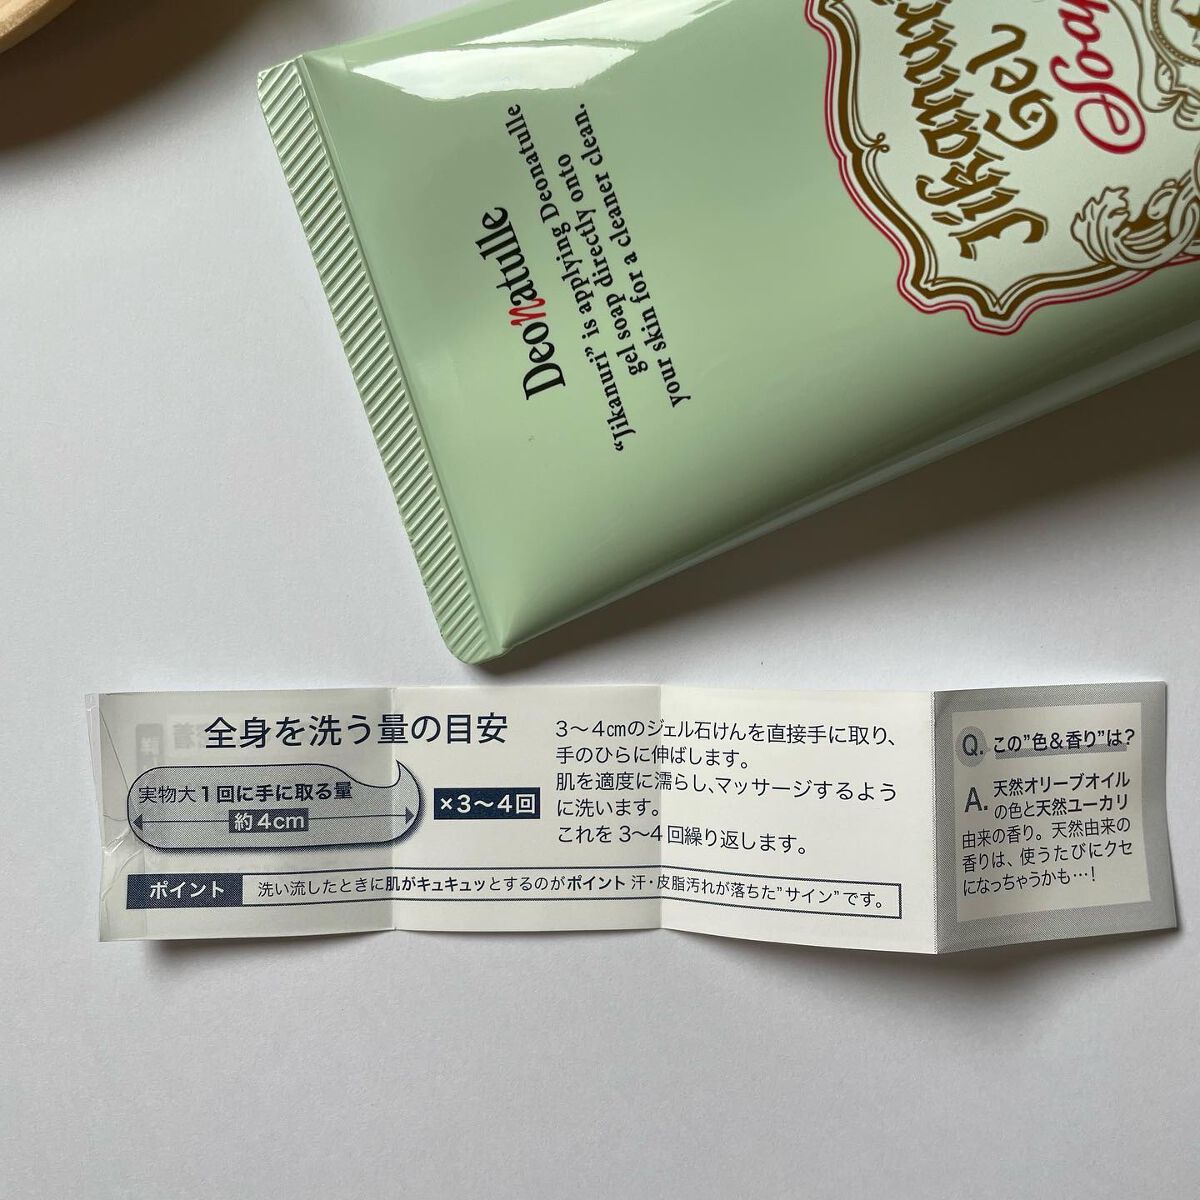 Jikanuri
Gel
Soap
Deonatulle
“Jikanuri” is applying Deonatulle
gel soap directly onto
your skin for a cleaner clean.
全身を洗う量の目安
実物大1回に手に取る量
約4cm
×3〜4回
3〜4cmのジェル石けんを直接手に取り、
手のひらに伸ばします。
肌を適度に濡らし、マッサージするよう
に洗います。
これを3〜4回繰り返します。
ポイント
洗い流したときに肌がキュキュッとするのがポイント 汗・皮脂汚れが落ちた"サイン"です。
Q. この"色&香り"は?
A. 天然オリーブオイル
の色と天然ユーカリ
由来の香り。天然由来の
香りは、使うたびにクセ
になっちゃうかも…!